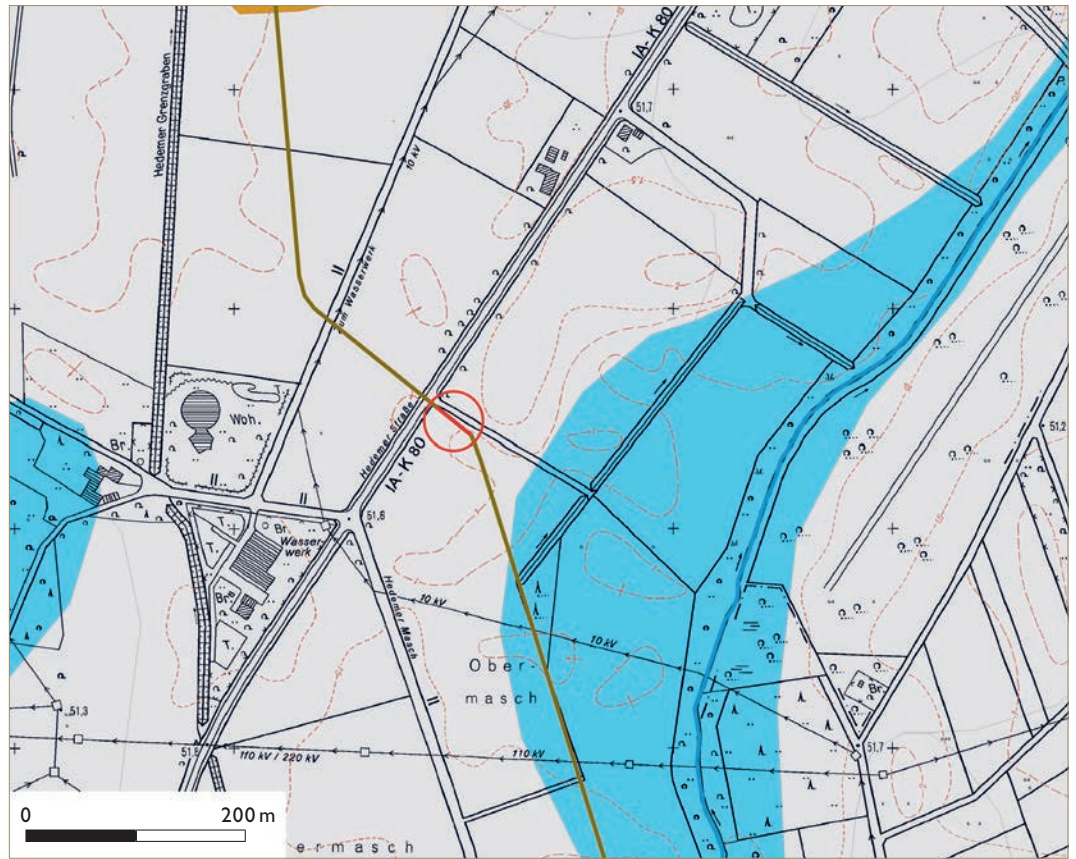 Hedemer Grenzgraben
10 kV
IA - K 80
51,7
zum Wasserwerk
Hedemer Straße
IA - K 80
Woh.
Br.
51,2
51,6
T.
Br.
Wasser-
werk
T.
Hedemer Masch
10 kV
10 kV
Ober-
masch
Br.
51,3
51,6
110 kV / 220 kV
110 kV
51,7
0
200 m
ermasch